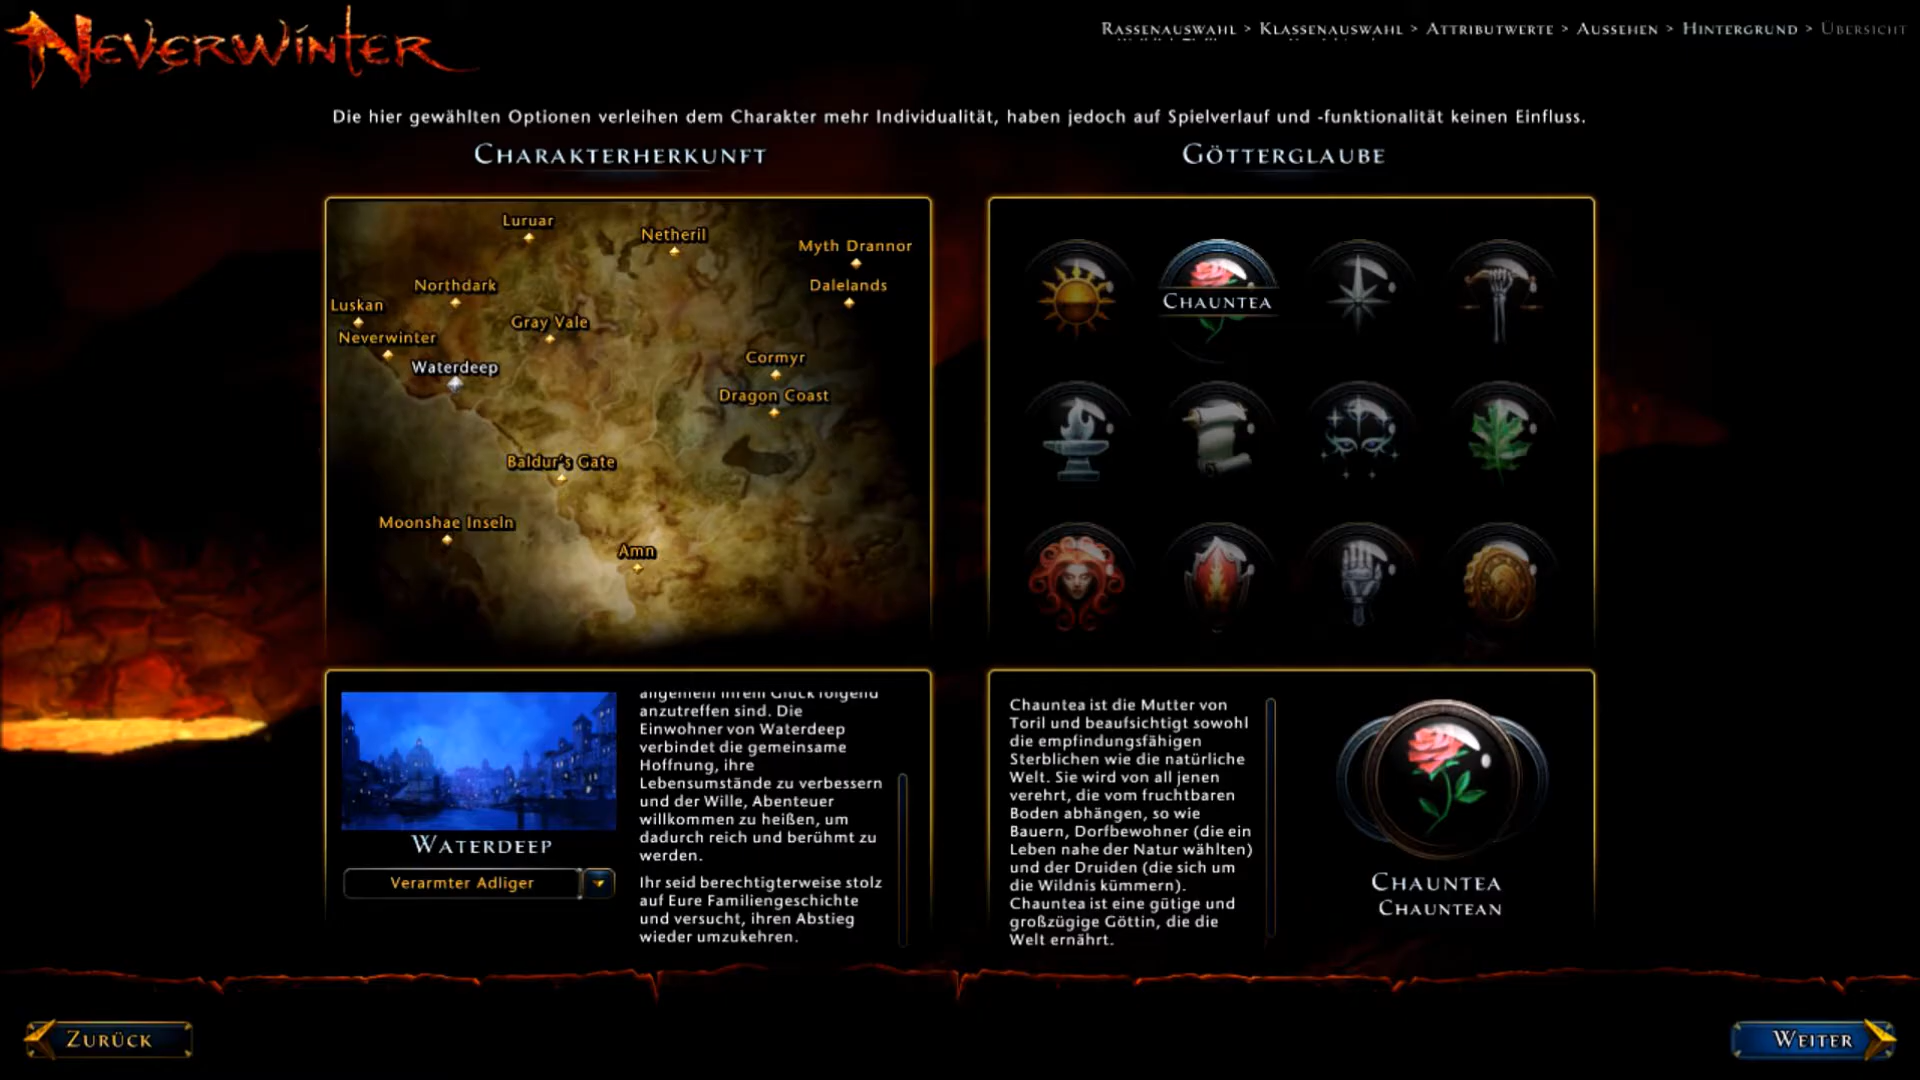 NEVERWINTER
RASSENAUSWAHL > KLASSENAUSWAHL > ATTRIBUTWERTE > AUSSEHEN > HINTERGRUND > ÜBERSICHT
Die hier gewählten Optionen verleihen dem Charakter mehr Individualität, haben jedoch auf Spielverlauf und -funktionalität keinen Einfluss.
CHARAKTERHERKUNFT
GÖTTERGLAUBE
Luruar
Netheril
Myth Drannor
Northdark
Dalelands
Luskan
Gray Vale
Neverwinter
Waterdeep
Cormyr
Dragon Coast
Baldur's Gate
Moonshae Inseln
Amn
CHAUNTEA
allgemein ihrem Glück folgend
anzutreffen sind. Die
Einwohner von Waterdeep
verbindet die gemeinsame
Hoffnung, ihre
Lebensumstände zu verbessern
und der Wille, Abenteuer
willkommen zu heißen, um
dadurch reich und berühmt zu
werden.
Ihr seid berechtigterweise stolz
auf Eure Familiengeschichte
und versucht, ihren Abstieg
wieder umzukehren.
WATERDEEP
Verarmter Adliger
Chauntea ist die Mutter von
Toril und beaufsichtigt sowohl
die empfindungsfähigen
Sterblichen wie die natürliche
Welt. Sie wird von all jenen
verehrt, die vom fruchtbaren
Boden abhängen, so wie
Bauern, Dorfbewohner (die ein
Leben nahe der Natur wählten)
und der Druiden (die sich um
die Wildnis kümmern).
Chauntea ist eine gütige und
großzügige Göttin, die die
Welt ernährt.
CHAUNTEA
CHAUNTEAN
ZURÜCK
WEITER